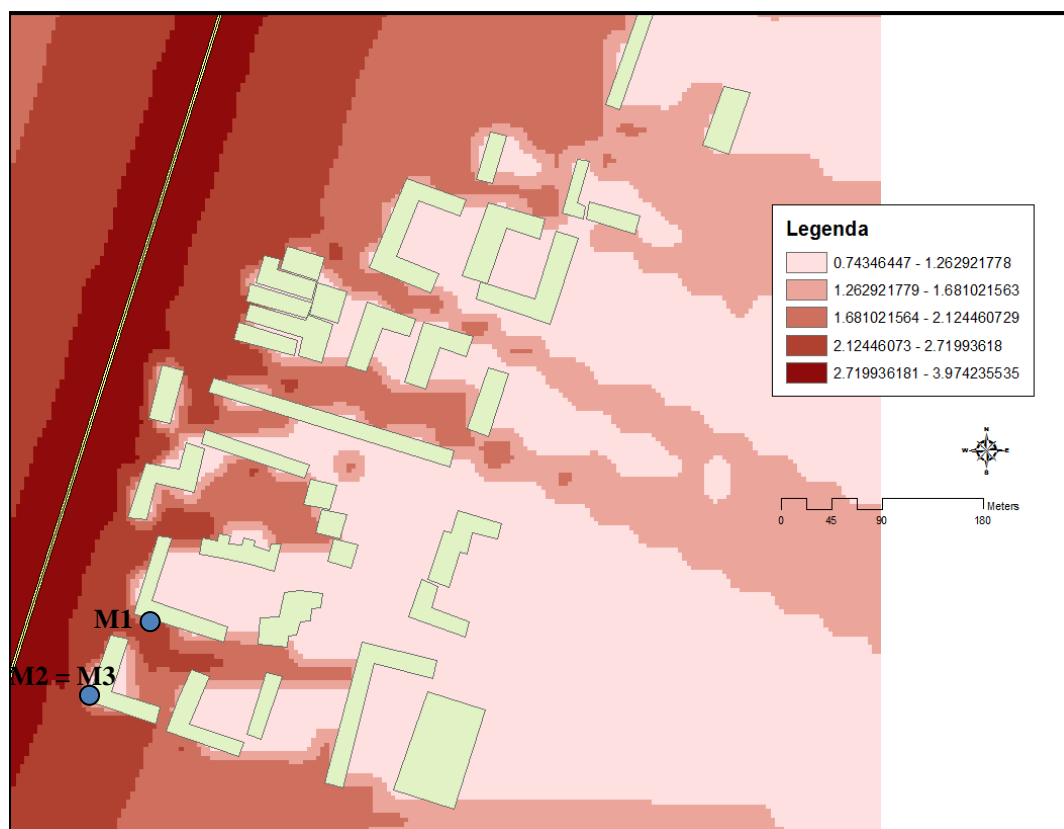 Legenda
0.74346447 - 1.262921778
1.262921779 - 1.681021563
1.681021564 - 2.124460729
2.12446073 - 2.71993618
2.719936181 - 3.974235535
N
W E
S
Meters
0 45 90 180
M1
M2 = M3